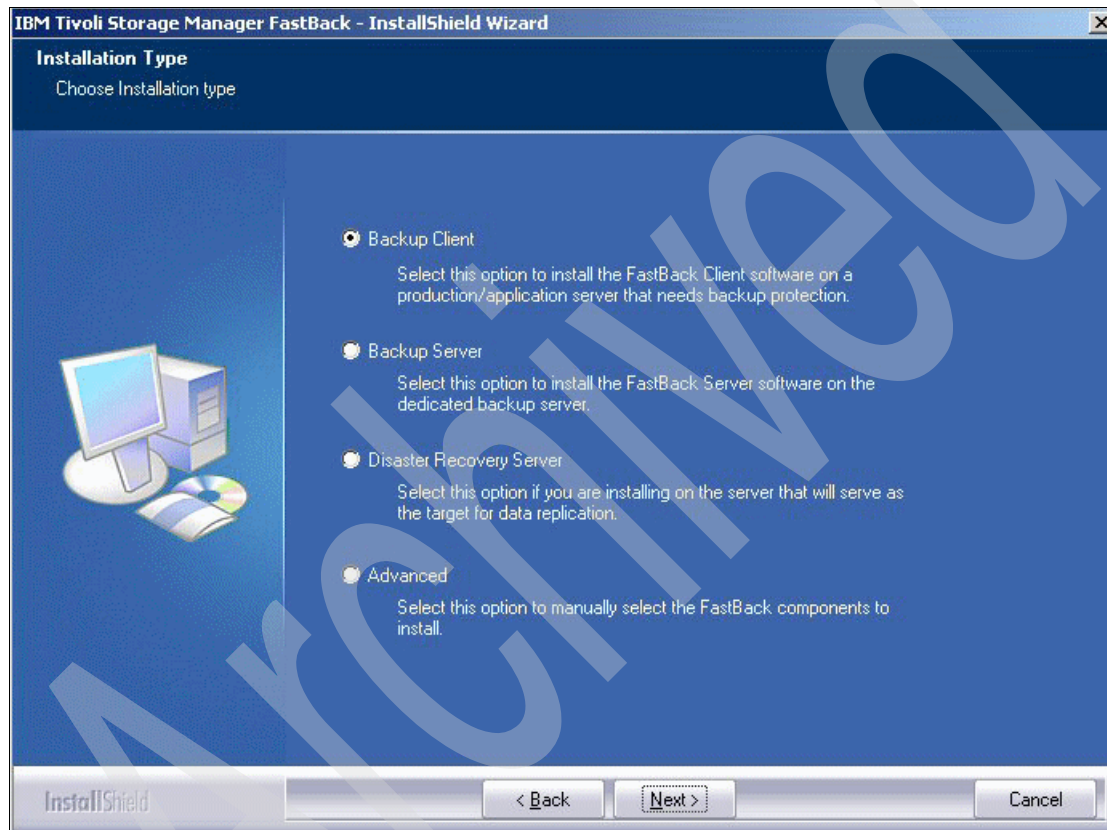 IBM Tivoli Storage Manager FastBack - InstallShield Wizard
Installation Type
Choose Installation type
Backup Client
Select this option to install the FastBack Client software on a
production/application server that needs backup protection.
Backup Server
Select this option to install the FastBack Server software on the
dedicated backup server.
Disaster Recovery Server
Select this option if you are installing on the server that will serve as
the target for data replication.
Advanced
Select this option to manually select the FastBack components to
install.
InstallShield
< Back
Next >
Cancel
Archived